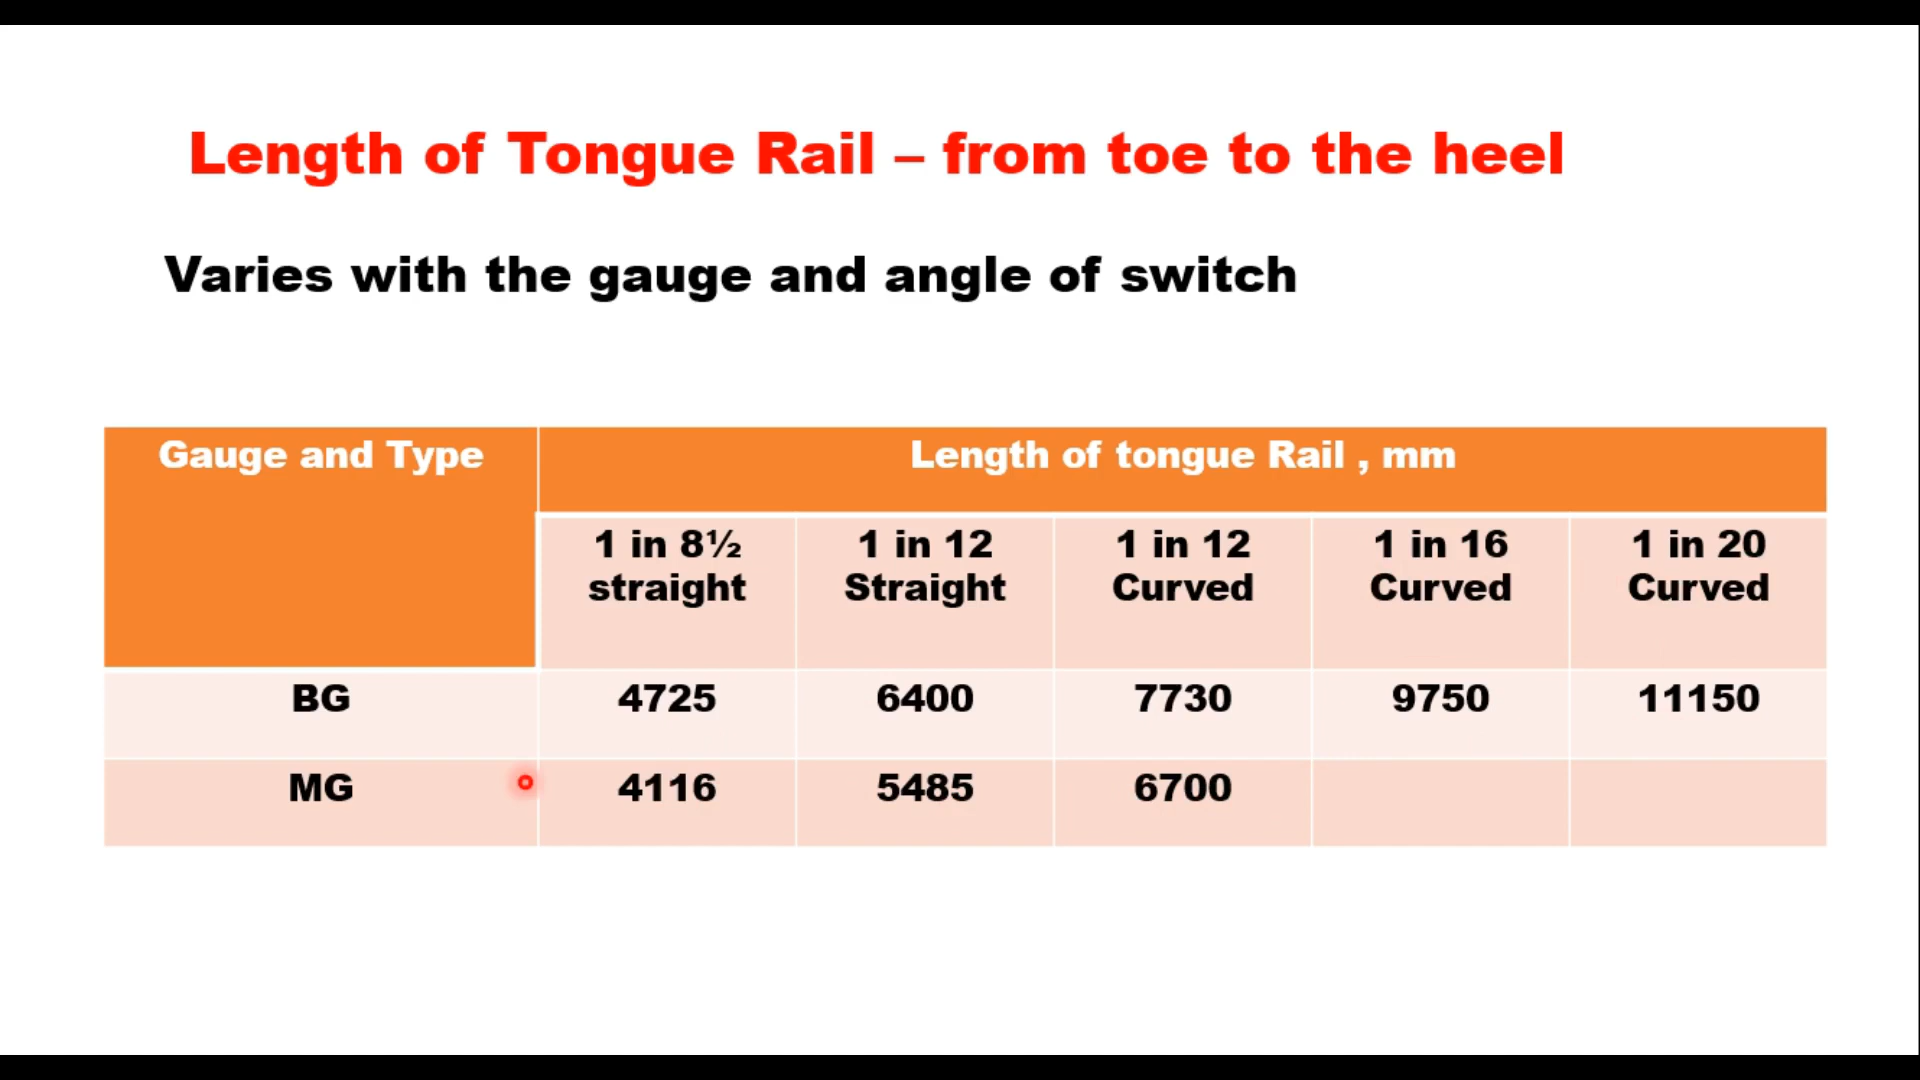 Length of Tongue Rail – from toe to the heel
Varies with the gauge and angle of switch
Gauge and Type
Length of tongue Rail , mm
1 in 8½ straight
1 in 12 Straight
1 in 12 Curved
1 in 16 Curved
1 in 20 Curved
BG 4725 6400 7730 9750 11150
MG 4116 5485 6700